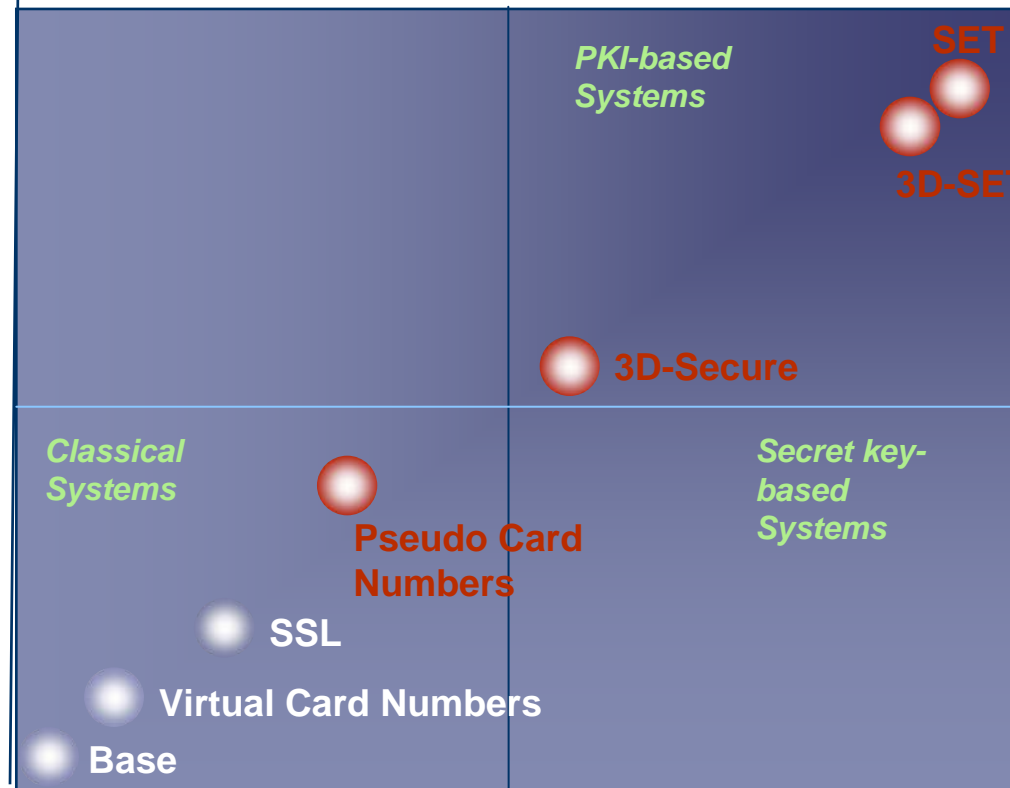 SET
PKI-based
Systems
3D-SET
3D-Secure
Classical
Systems
Secret key-
based
Systems
Pseudo Card
Numbers
SSL
Virtual Card Numbers
Base